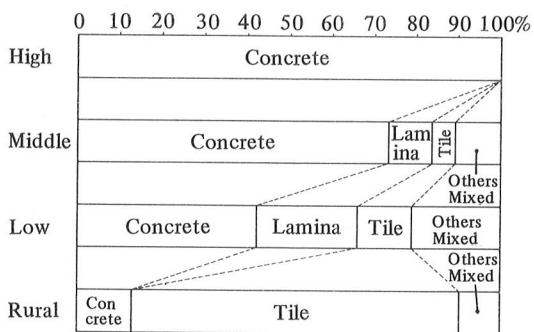 0 10 20 30 40 50 60 70 80 90 100%
High
Concrete
Middle
Concrete
Lam
ina
Tile
Others
Mixed
Low
Concrete
Lamina
Tile
Others
Mixed
Others
Mixed
Rural
Con
crete
Tile